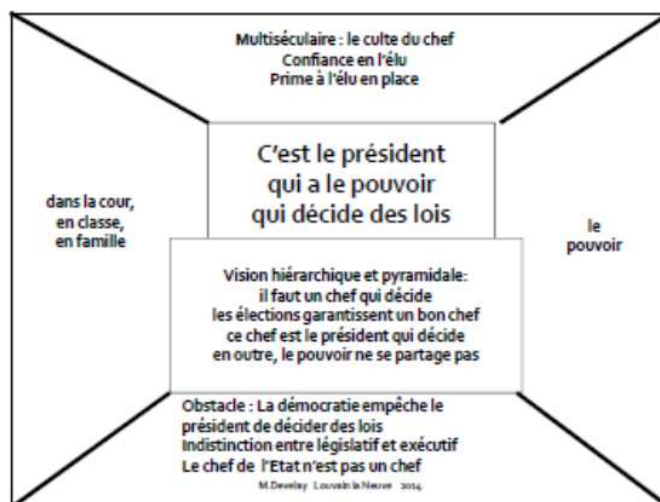 Multiséculaire : le culte du chef
Confiance en l'élu
Prime à l'élu en place
C'est le président
qui a le pouvoir
qui décide des lois
dans la cour,
en classe,
en famille
le
pouvoir
Vision hiérarchique et pyramidale:
il faut un chef qui décide
les élections garantissent un bon chef
ce chef est le président qui décide
en outre, le pouvoir ne se partage pas
Obstacle : La démocratie empêche le
président de décider des lois
Indistinction entre législatif et exécutif
Le chef de l'Etat n'est pas un chef
M.Develay Louvain la Neuve 2014